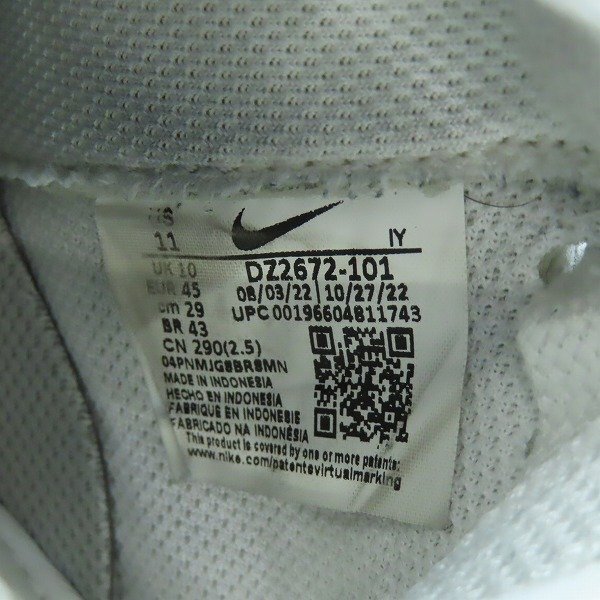 US
11
UK 10
EUR 45
cm 29
BR 43
CN 290(2.5)
IY
DZ2672-101
08/03/22 10/27/22
UPC 00196604811743
04PNMJGBBR8MN
MADE IN INDONESIA
HECHO EN INDONESIA
FABRIQUE EN INDONESIE
FABRICADO NA INDONÉSIA
This product is covered by one or more patents:
www.nike.com/patentsvirtualmarking